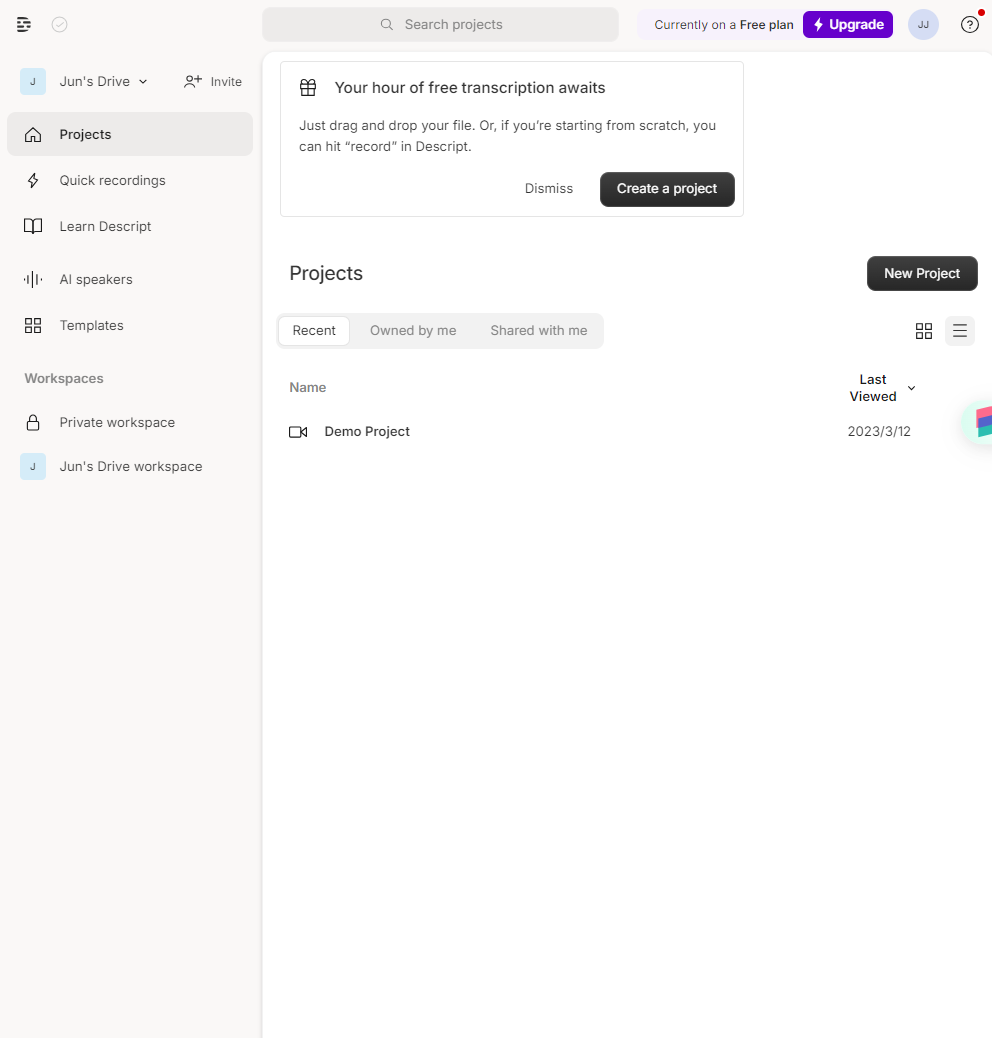 Search projects
Currently on a Free plan
Upgrade
JJ
J
Jun's Drive
Invite
Projects
Quick recordings
Learn Descript
AI speakers
Templates
Workspaces
Private workspace
J
Jun's Drive workspace
Your hour of free transcription awaits
Just drag and drop your file. Or, if you’re starting from scratch, you
can hit “record” in Descript.
Dismiss
Create a project
Projects
New Project
Recent
Owned by me
Shared with me
Name
Last
Viewed
Demo Project
2023/3/12